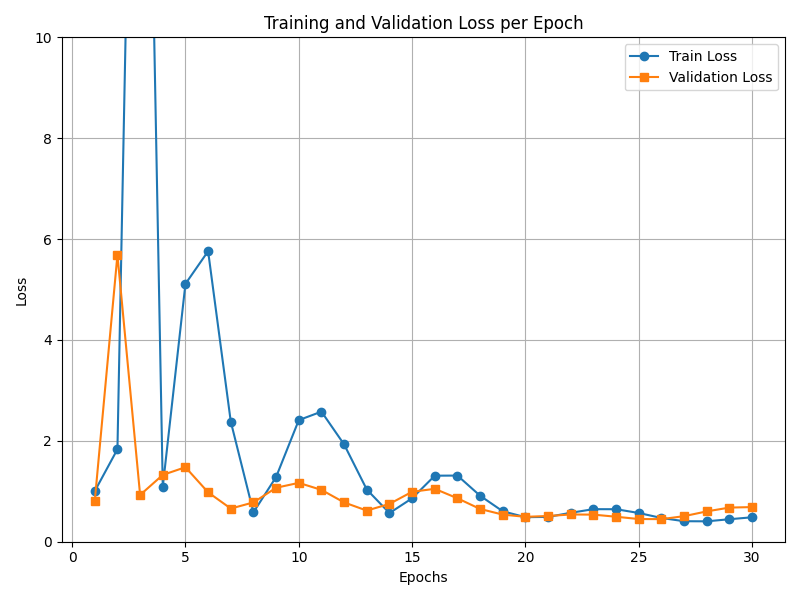 Training and Validation Loss per Epoch
Train Loss
Validation Loss
Loss
10
8
6
4
2
0
0 5 10 15 20 25 30
Epochs